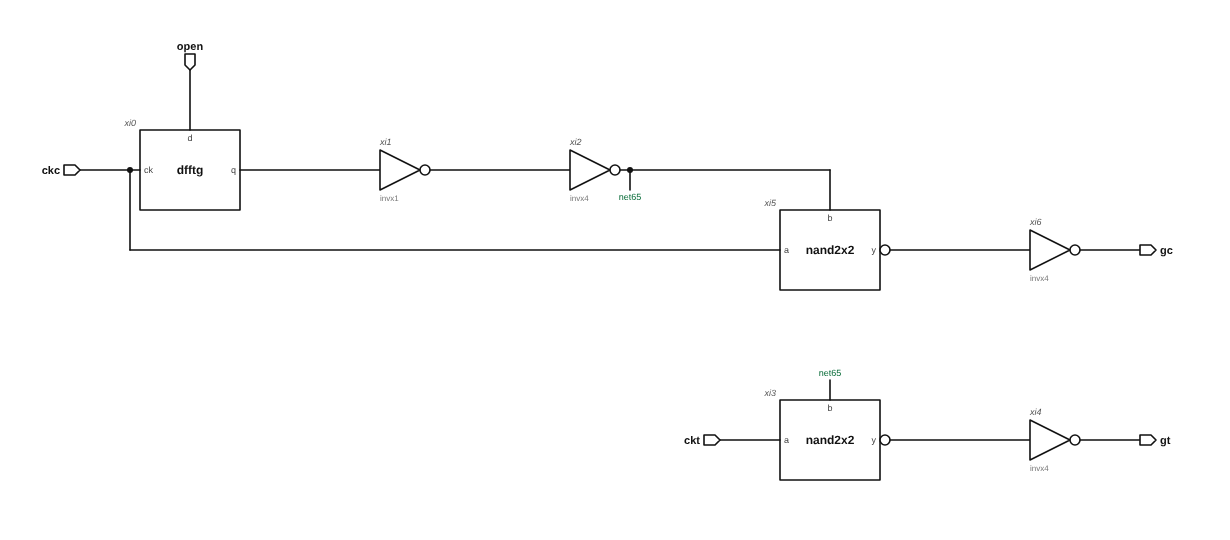 open
xi0
d
ckc
ck
dfftg
q
xi1
invx1
xi2
invx4
net65
xi5
b
a
nand2x2
y
xi6
invx4
gc
net65
xi3
b
ckt
a
nand2x2
y
xi4
invx4
gt